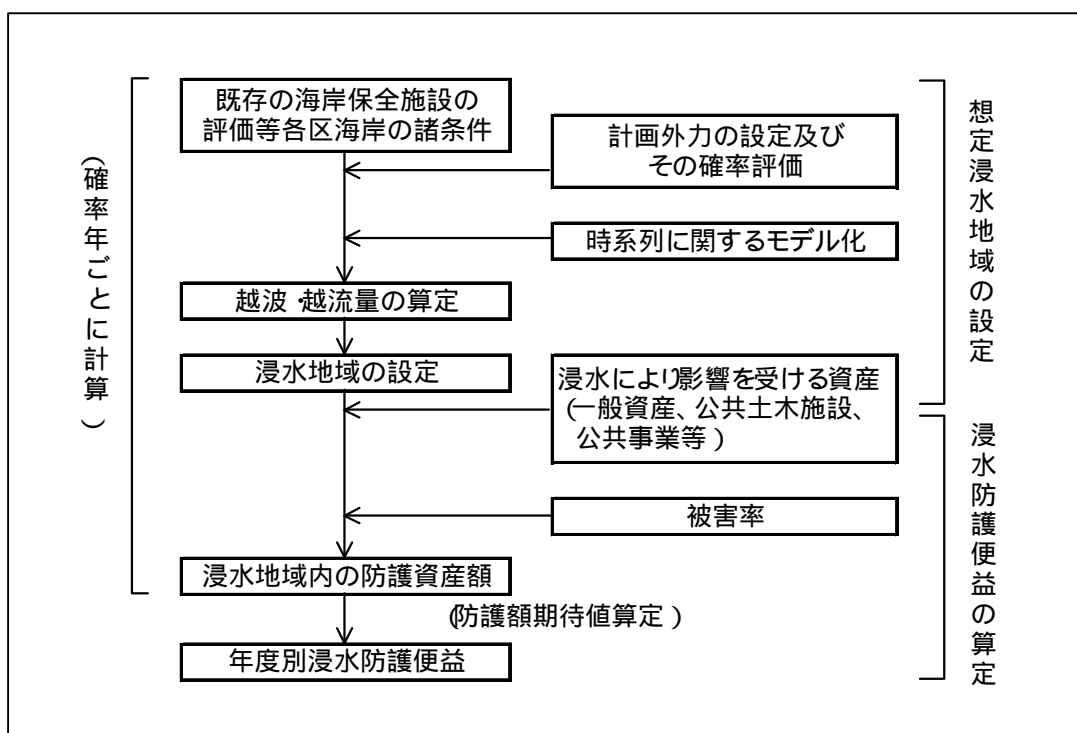 既存の海岸保全施設の
評価等各区海岸の諸条件
計画外力の設定及び
その確率評価
時系列に関するモデル化
越波・越流量の算定
浸水地域の設定
浸水により影響を受ける資産
(一般資産、公共土木施設、
公共事業等)
被害率
浸水地域内の防護資産額
(防護額期待値算定)
年度別浸水防護便益
(確率年ごとに計算)
想定浸水地域の設定
浸水防護便益の算定